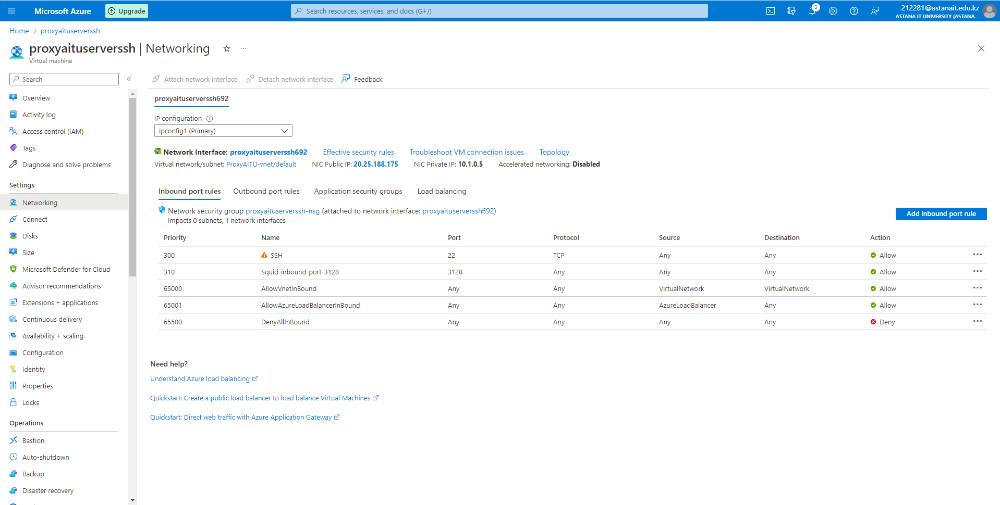 Microsoft Azure
Upgrade
Search resources, services, and docs (G+/)
3
212281@astanait.edu.kz
ASTANA IT UNIVERSITY (ASTANA...
Home > proxyaituserverssh
proxyaituserverssh | Networking
Virtual machine
Search
Overview
Activity log
Access control (IAM)
Tags
Diagnose and solve problems
Settings
Networking
Connect
Disks
Size
Microsoft Defender for Cloud
Advisor recommendations
Extensions + applications
Continuous delivery
Availability + scaling
Configuration
Identity
Properties
Locks
Operations
Bastion
Auto-shutdown
Backup
Disaster recovery
Attach network interface Detach network interface Feedback
proxyaituserverssh692
IP configuration
ipconfig1 (Primary)
Network Interface: proxyaituserverssh692 Effective security rules Troubleshoot VM connection issues Topology
Virtual network/subnet: ProxyAITU-vnet/default NIC Public IP: 20.25.188.175 NIC Private IP: 10.1.0.5 Accelerated networking: Disabled
Inbound port rules Outbound port rules Application security groups Load balancing
Network security group proxyaituserverssh-nsg (attached to network interface: proxyaituserverssh692)
Impacts 0 subnets, 1 network interfaces
Add inbound port rule
Priority Name Port Protocol Source Destination Action
300 SSH 22 TCP Any Any Allow
310 Squid-inbound-port-3128 3128 Any Any Any Allow
65000 AllowVnetInBound Any Any VirtualNetwork VirtualNetwork Allow
65001 AllowAzureLoadBalancerInBound Any Any AzureLoadBalancer Any Allow
65500 DenyAllInBound Any Any Any Any Deny
Need help?
Understand Azure load balancing
Quickstart: Create a public load balancer to load balance Virtual Machines
Quickstart: Direct web traffic with Azure Application Gateway